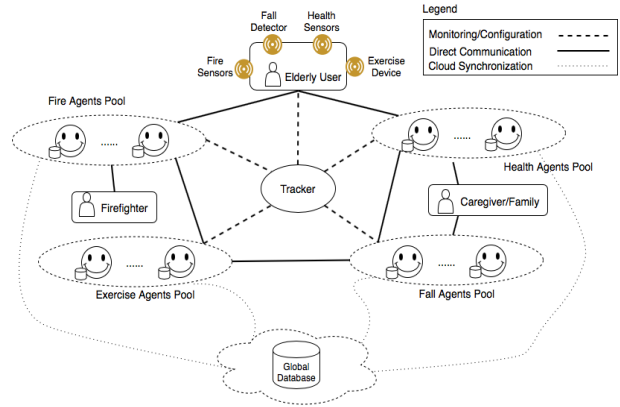 Legend
Monitoring/Configuration
Direct Communication
Cloud Synchronization
Fall
Detector
Health
Sensors
Fire
Sensors
Exercise
Device
Elderly User
Fire Agents Pool
......
......
Health Agents Pool
Tracker
Firefighter
Caregiver/Family
......
......
Exercise Agents Pool
Fall Agents Pool
Global
Database